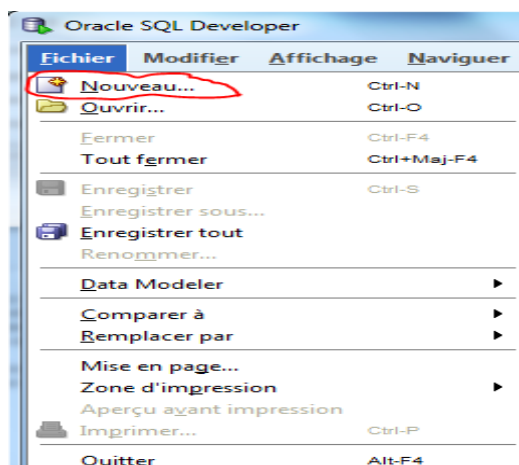 Oracle SQL Developer
Fichier Modifier Affichage Naviguer
Nouveau... Ctrl-N
Ouvrir... Ctrl-O
Fermer Ctrl-F4
Tout fermer Ctrl+Maj-F4
Enregistrer Ctrl-S
Enregistrer sous...
Enregistrer tout
Renommer...
Data Modeler
Comparer à
Remplacer par
Mise en page...
Zone d'impression
Aperçu avant impression
Imprimer... Ctrl-P
Quitter Alt-F4